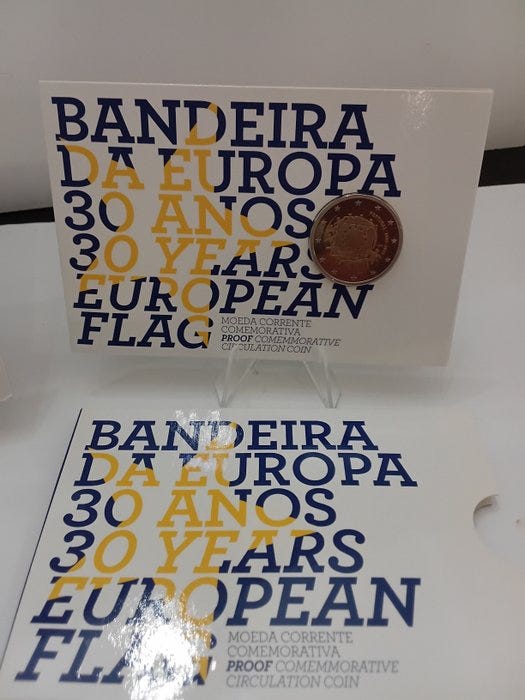 BANDEIRA
DA EUROPA
30 ANOS
30 YEARS
EUROPEAN
FLAG
MOEDA CORRENTE
COMEMORATIVA
PROOF COMEMMORATIVE
CIRCULATION COIN
BANDEIRA
DA EUROPA
30 ANOS
30 YEARS
EUROPEAN
FLAG
MOEDA CORRENTE
COMEMORATIVA
PROOF COMEMMORATIVE
CIRCULATION COIN